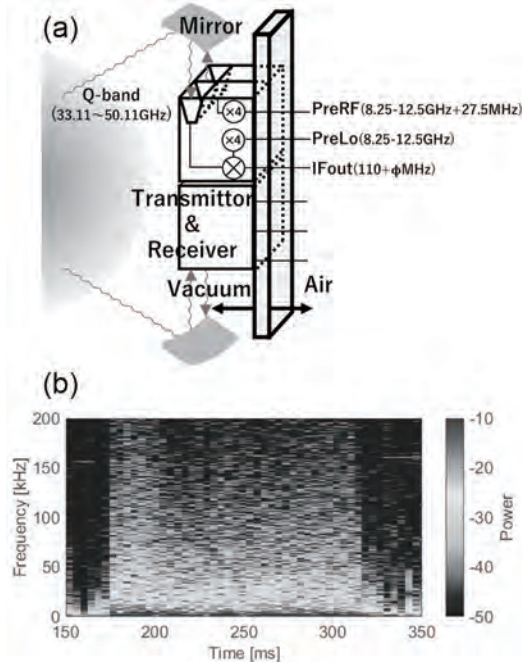 (a)
Mirror
Q-band
(33.11~50.11GHz)
×4
PreRF(8.25-12.5GHz+27.5MHz)
×4
PreLo(8.25-12.5GHz)
IFout(110+ϕMHz)
Transmittor
&
Receiver
Vacuum
Air
(b)
200
150
100
50
0
Frequency [kHz]
150
200
250
300
350
Time [ms]
-10
-20
-30
-40
-50
Power